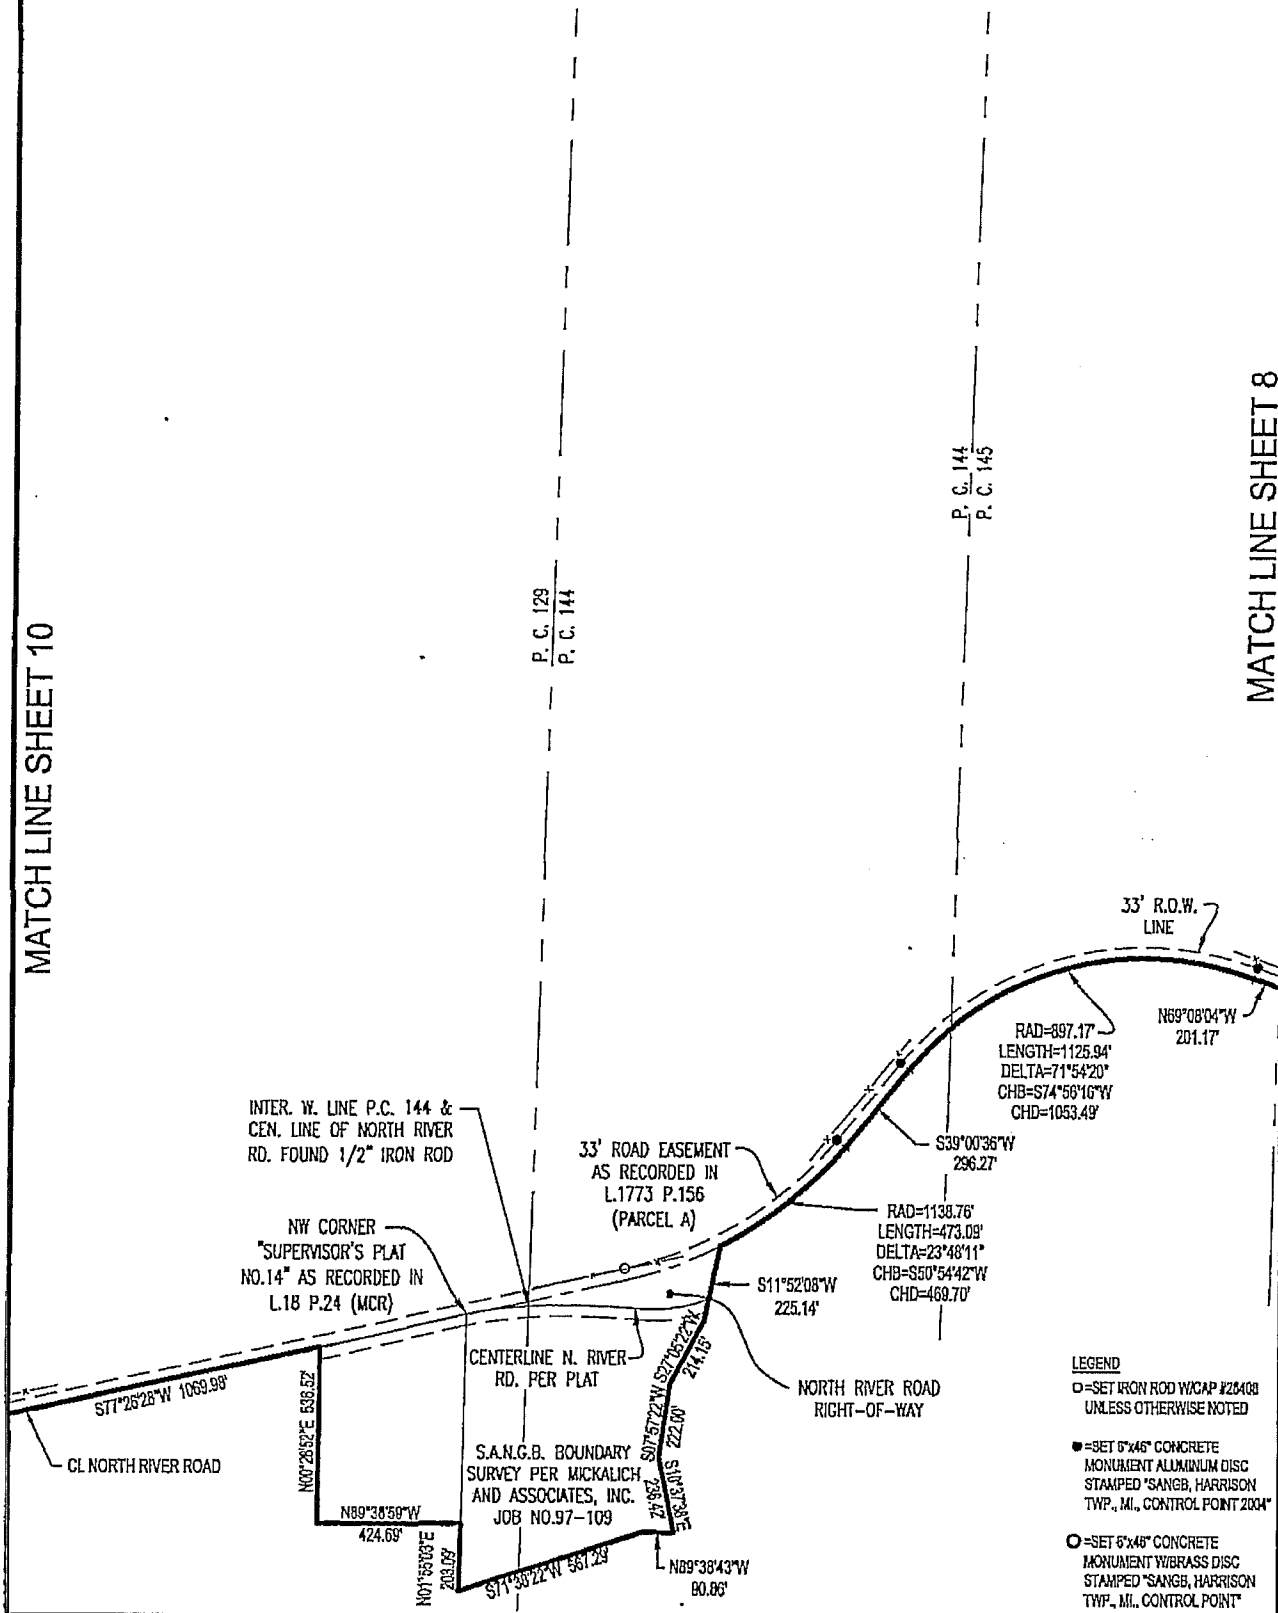 MATCH LINE SHEET 10
MATCH LINE SHEET 8
P. C. 129
P. C. 144
P. C. 144
P. C. 145
33' R.O.W.
LINE
N69°08'04"W
201.17'
RAD=897.17'
LENGTH=1125.94'
DELTA=71°54'20"
CHB=S74°56'16"W
CHD=1053.49'
S39°00'36"W
296.27'
INTER. W. LINE P.C. 144 &
CEN. LINE OF NORTH RIVER
RD. FOUND 1/2" IRON ROD
33' ROAD EASEMENT
AS RECORDED IN
L.1773 P.156
(PARCEL A)
RAD=1138.76'
LENGTH=473.09'
DELTA=23°48'11"
CHB=S50°54'42"W
CHD=469.70'
NW CORNER
"SUPERVISOR'S PLAT
NO.14" AS RECORDED IN
L.18 P.24 (MCR)
S11°52'08"W
225.14'
CENTERLINE N. RIVER
RD. PER PLAT
S27°05'22"W
214.15'
NORTH RIVER ROAD
RIGHT-OF-WAY
S77°26'28"W 1069.98'
CL NORTH RIVER ROAD
N00°28'52"E 538.52'
S07°57'22"W
222.00'
S.A.N.G.B. BOUNDARY
SURVEY PER MICKALICH
AND ASSOCIATES, INC.
JOB NO.97-109
S10°37'38"E
236.42'
N89°38'59"W
424.69'
N01°55'03"E
203.09'
S71°38'22"W 567.29'
N89°38'43"W
90.86'
LEGEND
=SET IRON ROD W/CAP
UNLESS OTHERWISE NOTED
=SET 6"x46" CONCRETE
MONUMENT ALUMINUM DISC
STAMPED "SANGB, HARRISON
TWP., MI., CONTROL POINT 2004"
=SET 6"x46" CONCRETE
MONUMENT W/BRASS DISC
STAMPED "SANGB, HARRISON
TWP., MI., CONTROL POINT"